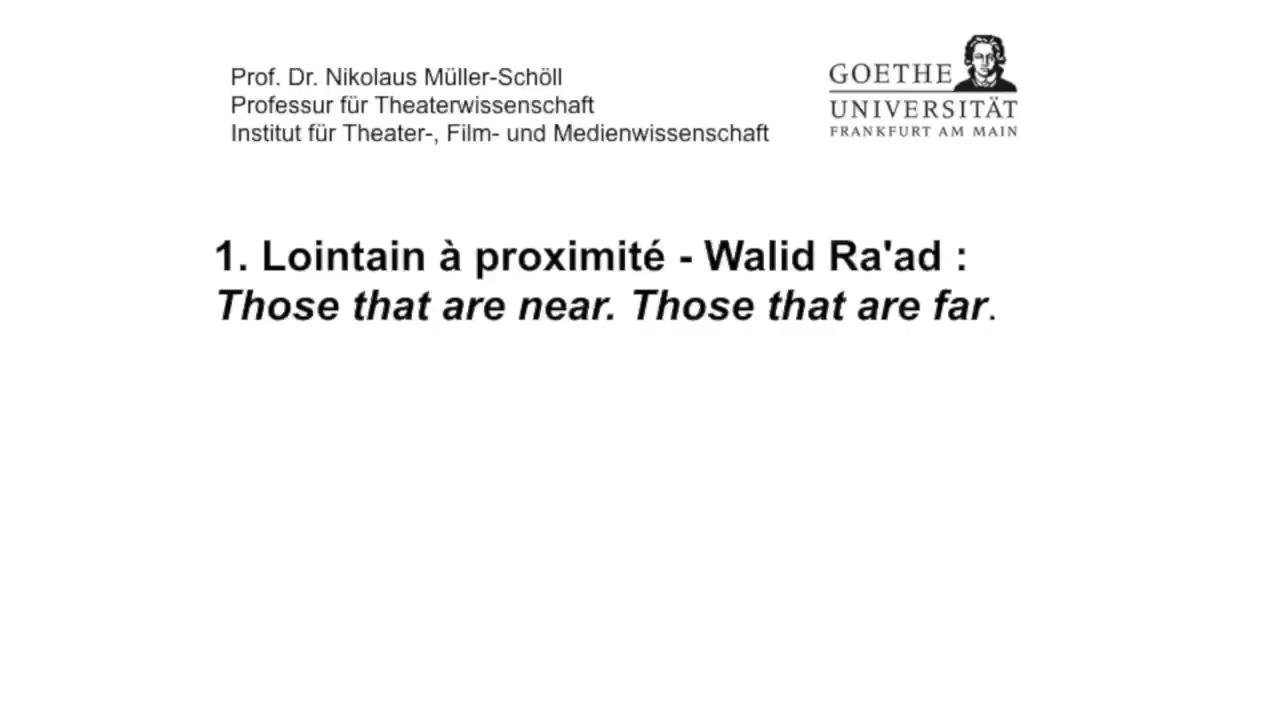 Prof. Dr. Nikolaus Müller-Schöll
Professur für Theaterwissenschaft
Institut für Theater-, Film- und Medienwissenschaft
GOETHE
UNIVERSITÄT
FRANKFURT AM MAIN
1. Lointain à proximité - Walid Ra'ad :
Those that are near. Those that are far.